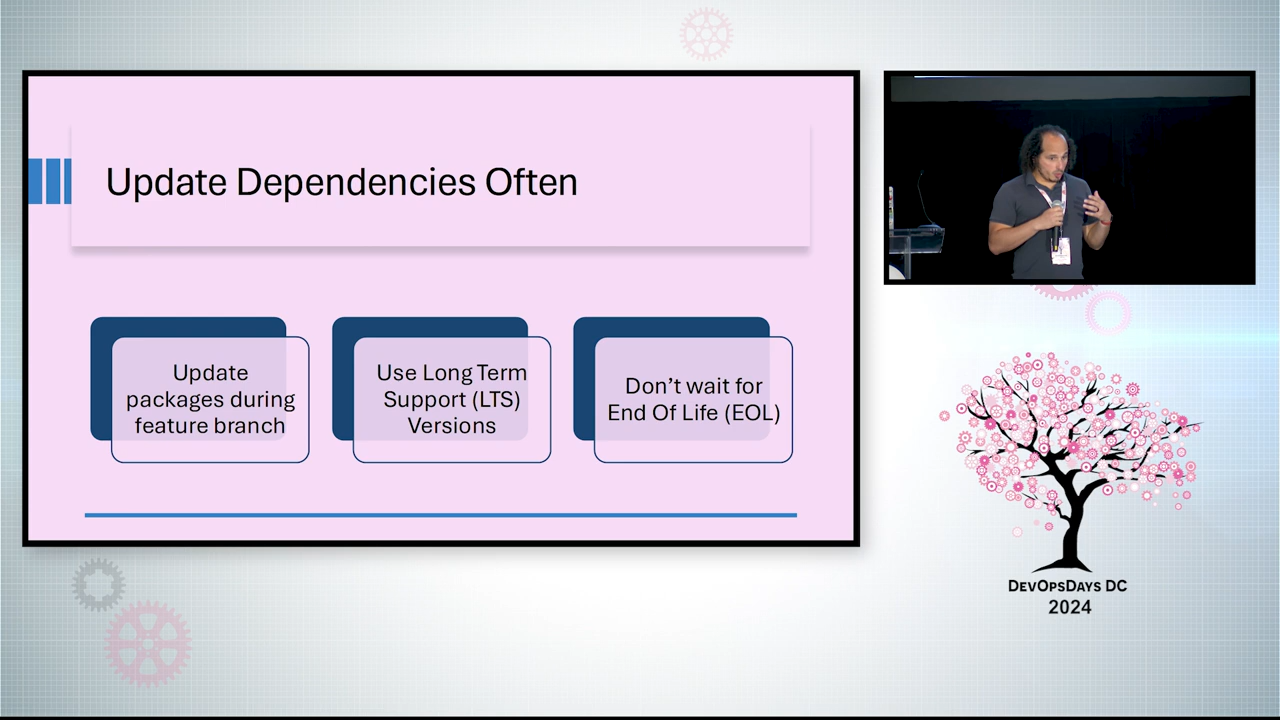 Update Dependencies Often
Update
packages during
feature branch
Use Long Term
Support (LTS)
Versions
Don’t wait for
End Of Life (EOL)
DevOpsDays DC
2024